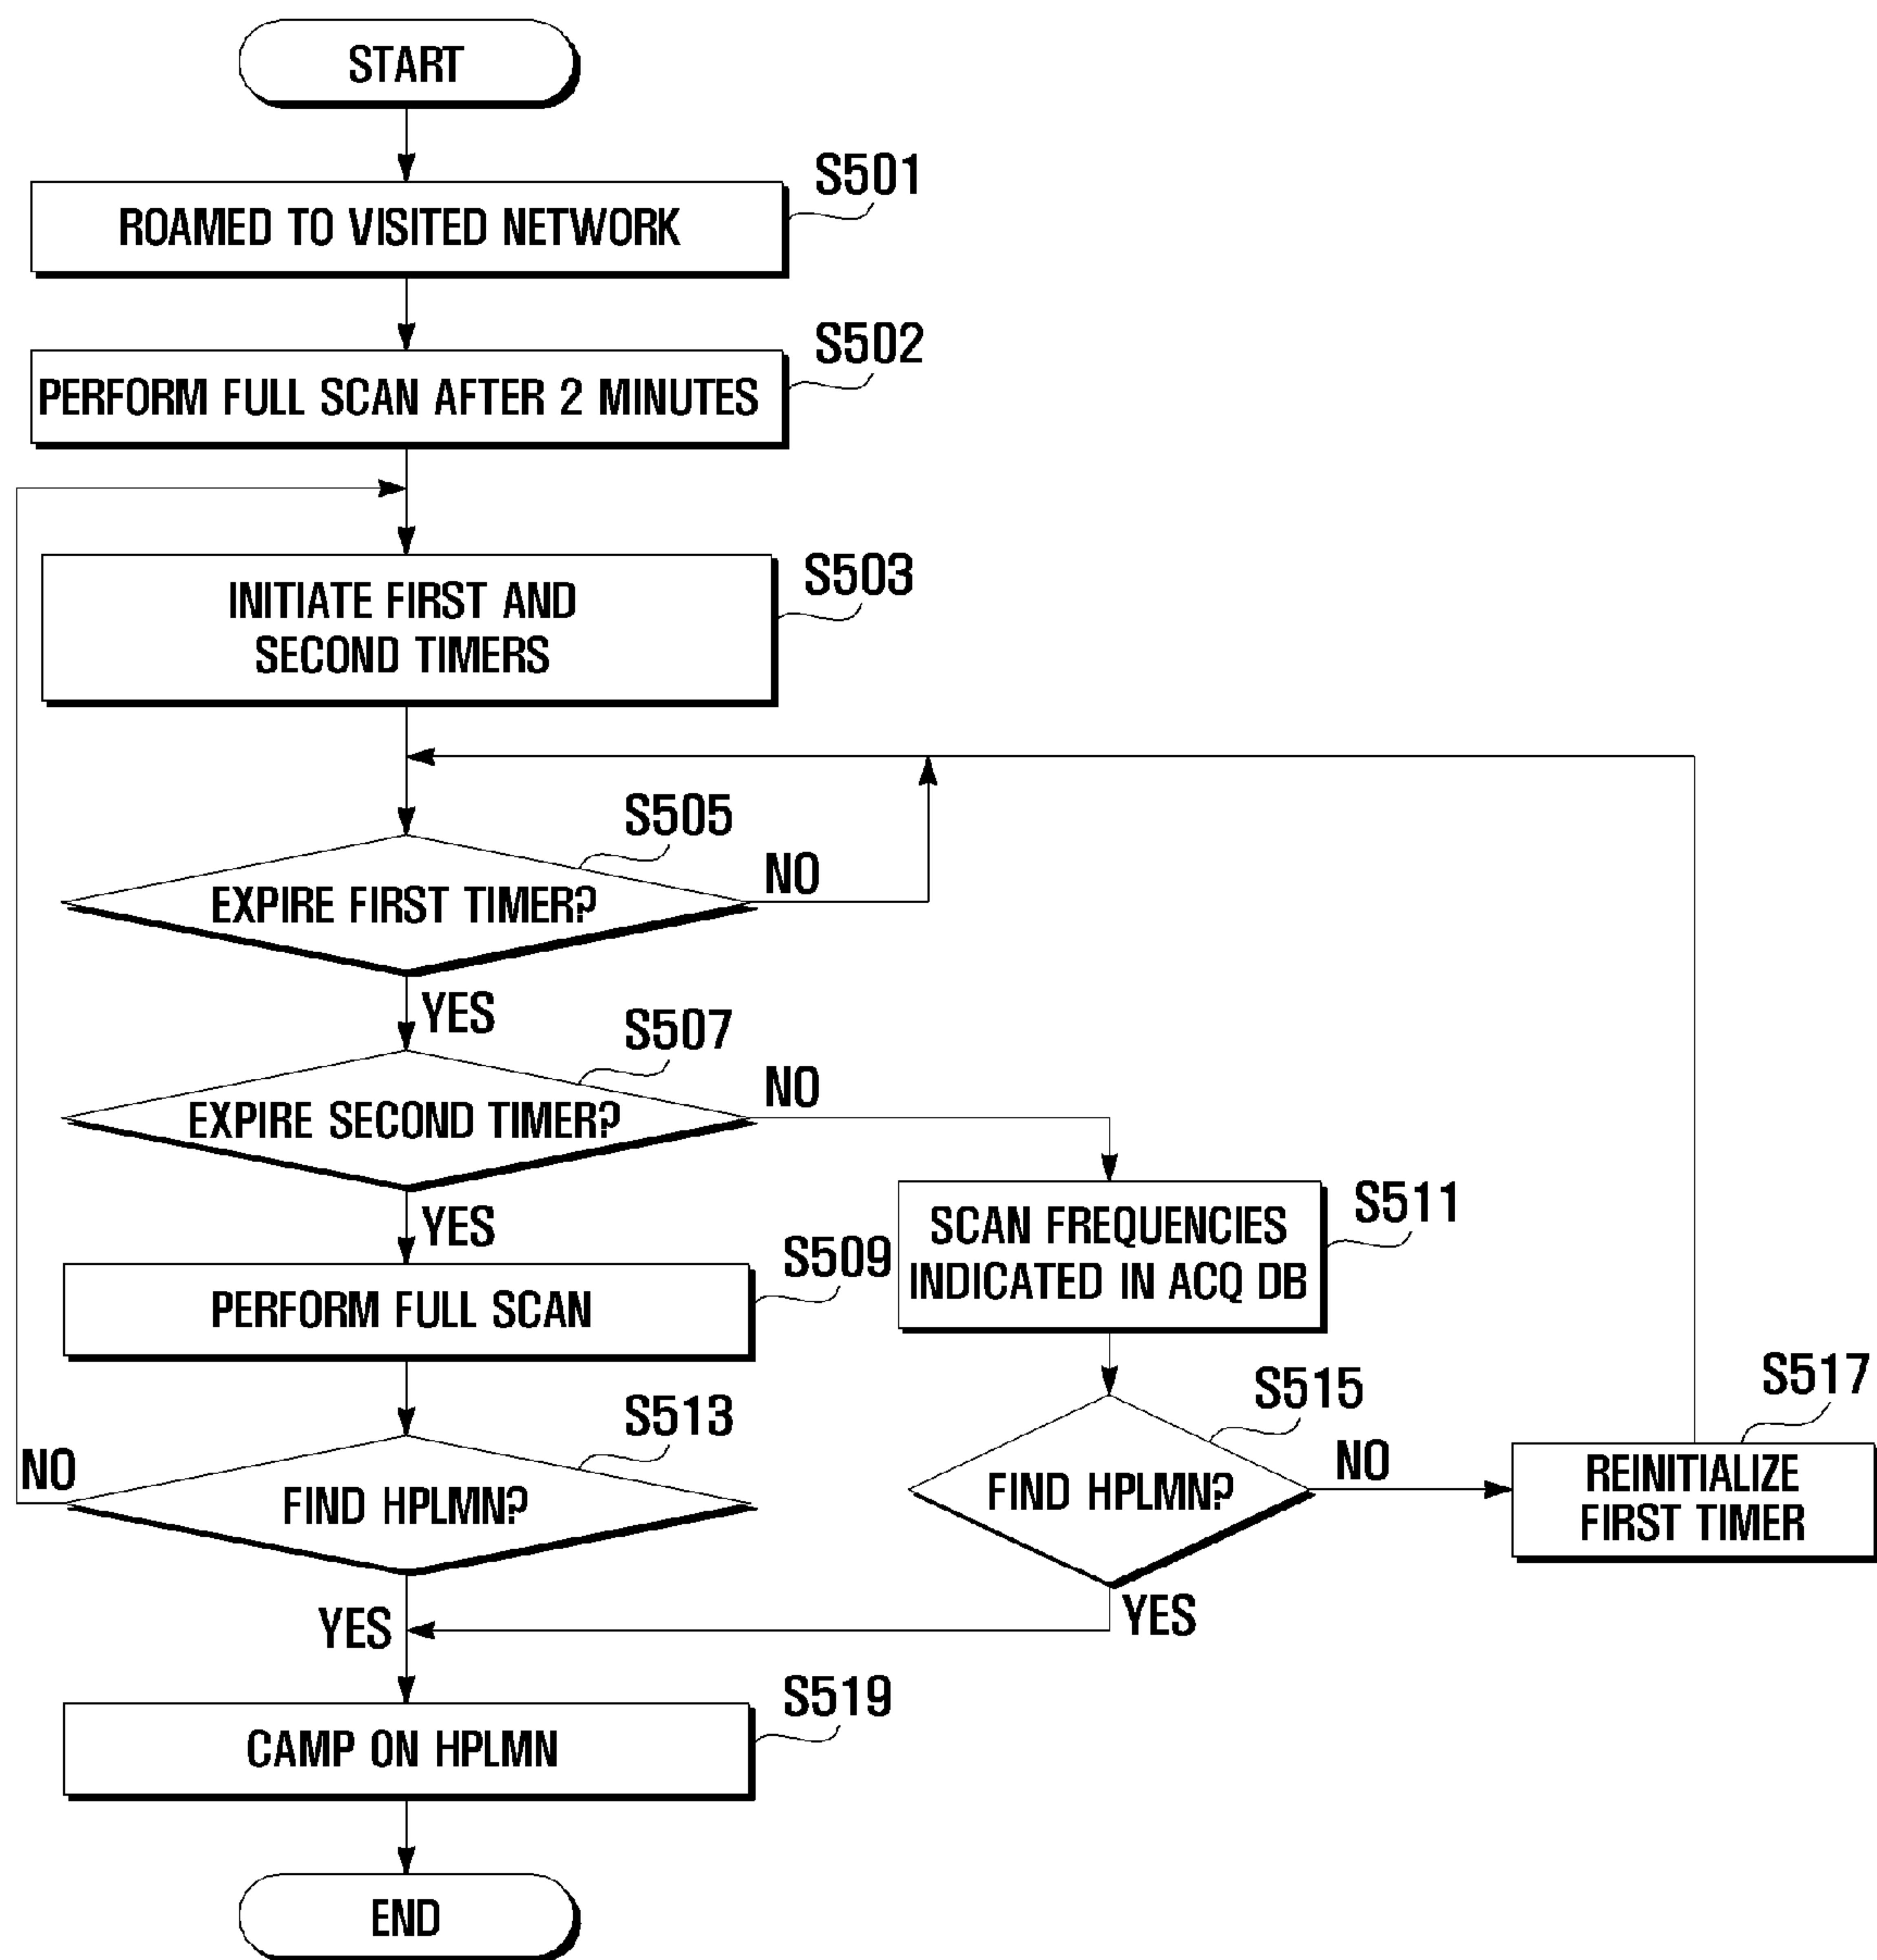 START
S501
ROAMED TO VISITED NETWORK
S502
PERFORM FULL SCAN AFTER 2 MINUTES
S503
INITIATE FIRST AND
SECOND TIMERS
S505
EXPIRE FIRST TIMER?
NO
YES
S507
EXPIRE SECOND TIMER?
NO
YES
S509
PERFORM FULL SCAN
S511
SCAN FREQUENCIES
INDICATED IN ACQ DB
S513
FIND HPLMN?
NO
YES
S515
FIND HPLMN?
NO
YES
S517
REINITIALIZE
FIRST TIMER
S519
CAMP ON HPLMN
END